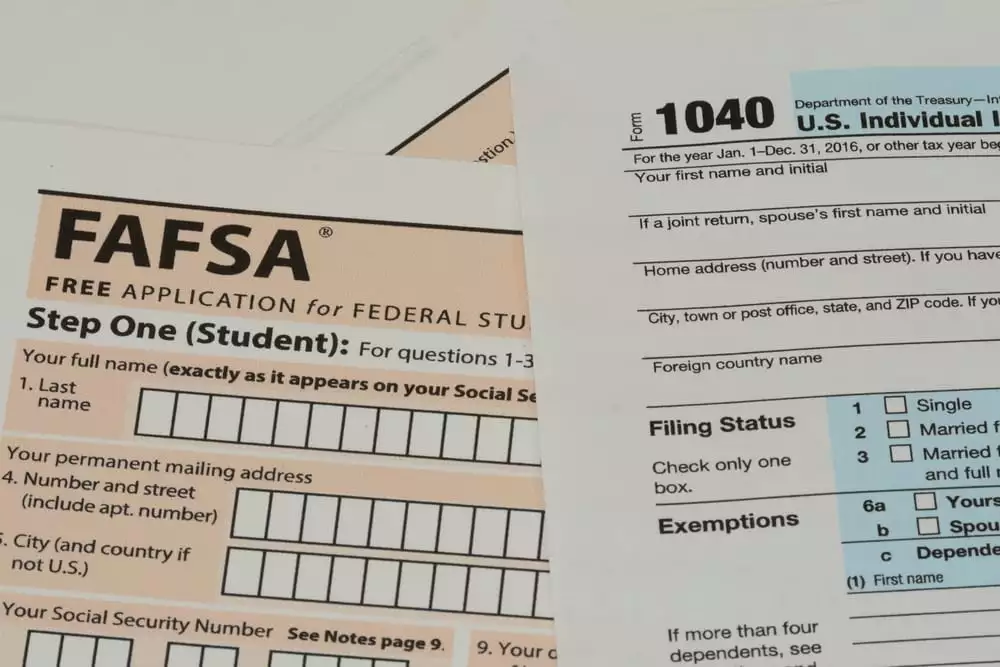 stion.)
FAFSA®
FREE APPLICATION for FEDERAL STU
Step One (Student): For questions 1-3
Your full name (exactly as it appears on your Social Se
1. Last
name
Your permanent mailing address
4. Number and street
(include apt. number)
5. City (and country if
not U.S.)
Your Social Security Number See Notes page 9.
9. Your
Form 1040
Department of the Treasury—In
U.S. Individual I
For the year Jan. 1–Dec. 31, 2016, or other tax year beg
Your first name and initial
If a joint return, spouse's first name and initial
Home address (number and street). If you have
City, town or post office, state, and ZIP code. If you
Foreign country name
Filing Status
Check only one
box.
1 Single
2 Married f
3 Married f
and full n
Exemptions
6a Yours
b Spou
c Depende
(1) First name
If more than four
dependents, see